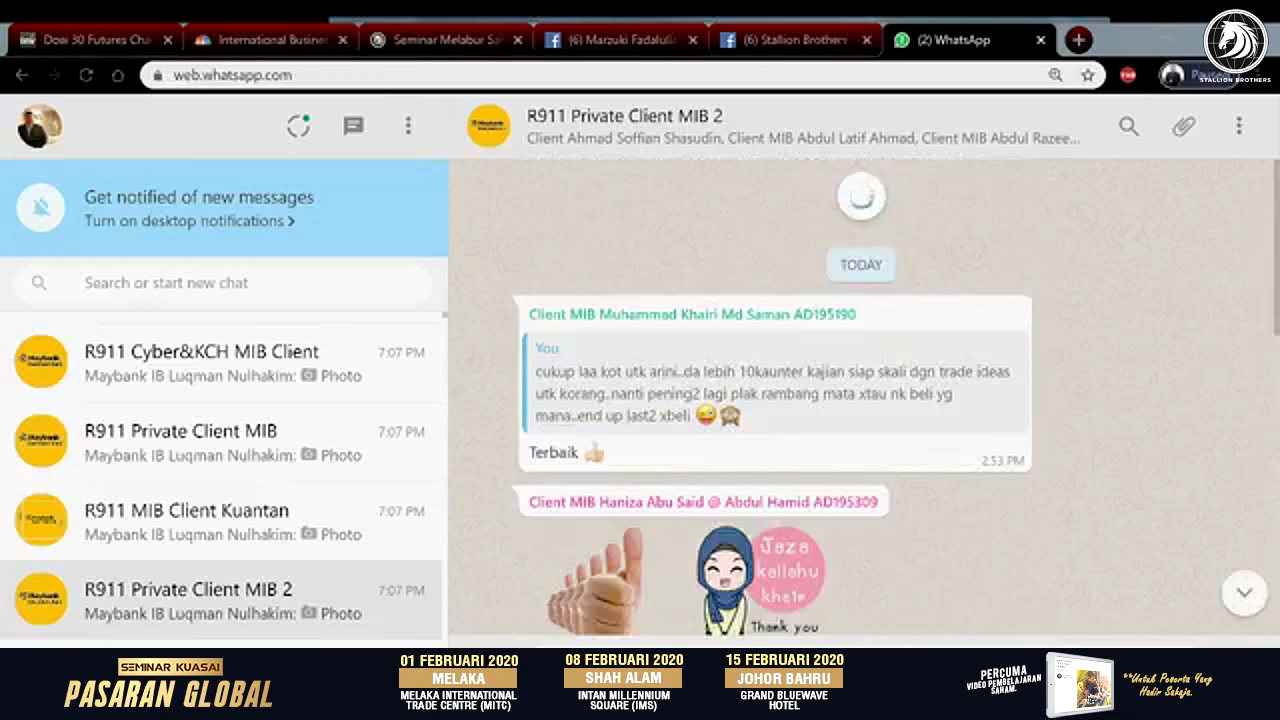 Dow 30 Futures Cha
International Busine
Seminar Melabur Sa
(6) Marzuki Fadalull
(6) Stallion Brothers
(2) WhatsApp
STALLION BROTHERS
web.whatsapp.com
Paused
R911 Private Client MIB 2
Client Ahmad Soffian Shasudin, Client MIB Abdul Latif Ahmad, Client MIB Abdul Razee...
Get notified of new messages
Turn on desktop notifications >
Search or start new chat
R911 Cyber&KCH MIB Client 7:07 PM
Maybank IB Luqman Nulhakim: Photo
R911 Private Client MIB 7:07 PM
Maybank IB Luqman Nulhakim: Photo
R911 MIB Client Kuantan 7:07 PM
Maybank IB Luqman Nulhakim: Photo
R911 Private Client MIB 2 7:07 PM
Maybank IB Luqman Nulhakim: Photo
TODAY
Client MIB Muhammad Khairi Md Saman AD195190
You
cukup laa kot utk arini..da lebih 10kaunter kajian siap skali dgn trade ideas
utk korang..nanti pening2 lagi plak rambang mata xtau nk beli yg
mana..end up last2 xbeli 😜🙈
Terbaik 👍🏼
2:53 PM
Client MIB Haniza Abu Said @ Abdul Hamid AD195309
Jaza
kallahu
khair
Thank you
SEMINAR KUASAI
PASARAN GLOBAL
01 FEBRUARI 2020
MELAKA
MELAKA INTERNATIONAL
TRADE CENTRE (MITC)
08 FEBRUARI 2020
SHAH ALAM
INTAN MILLENNIUM
SQUARE (IMS)
15 FEBRUARI 2020
JOHOR BAHRU
GRAND BLUEWAVE
HOTEL
PERCUMA
VIDEO PEMBELAJARAN
SAHAM.
**Untuk Peserta Yang
Hadir Sahaja.